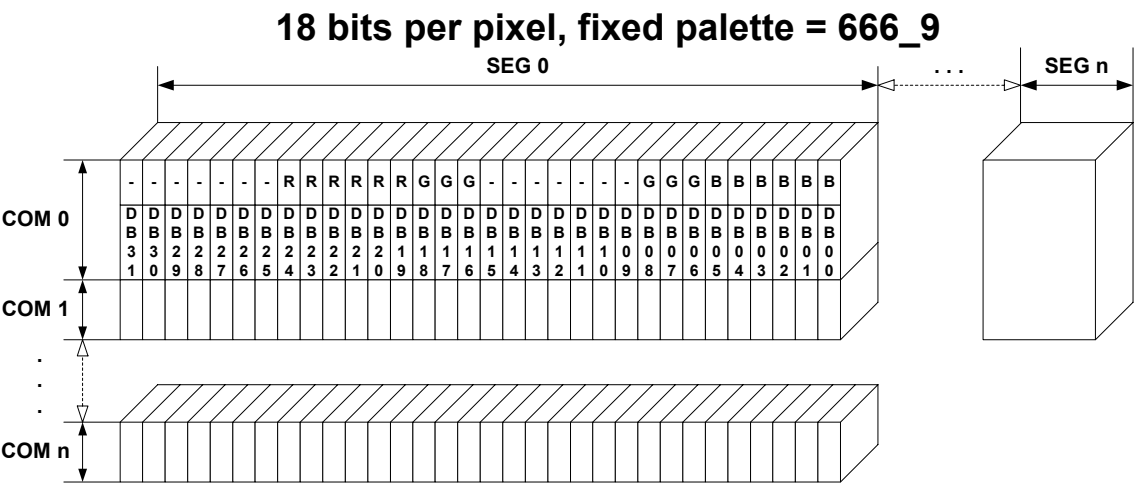 18 bits per pixel, fixed palette = 666_9
SEG 0
. . .
SEG n
- - - - - - - R R R R R R G G G - - - - - - - G G G B B B B B B
COM 0
DB31 DB30 DB29 DB28 DB27 DB26 DB25 DB24 DB23 DB22 DB21 DB20 DB19 DB18 DB17 DB16 DB15 DB14 DB13 DB12 DB11 DB10 DB09 DB08 DB07 DB06 DB05 DB04 DB03 DB02 DB01 DB00
COM 1
.
.
.
COM n